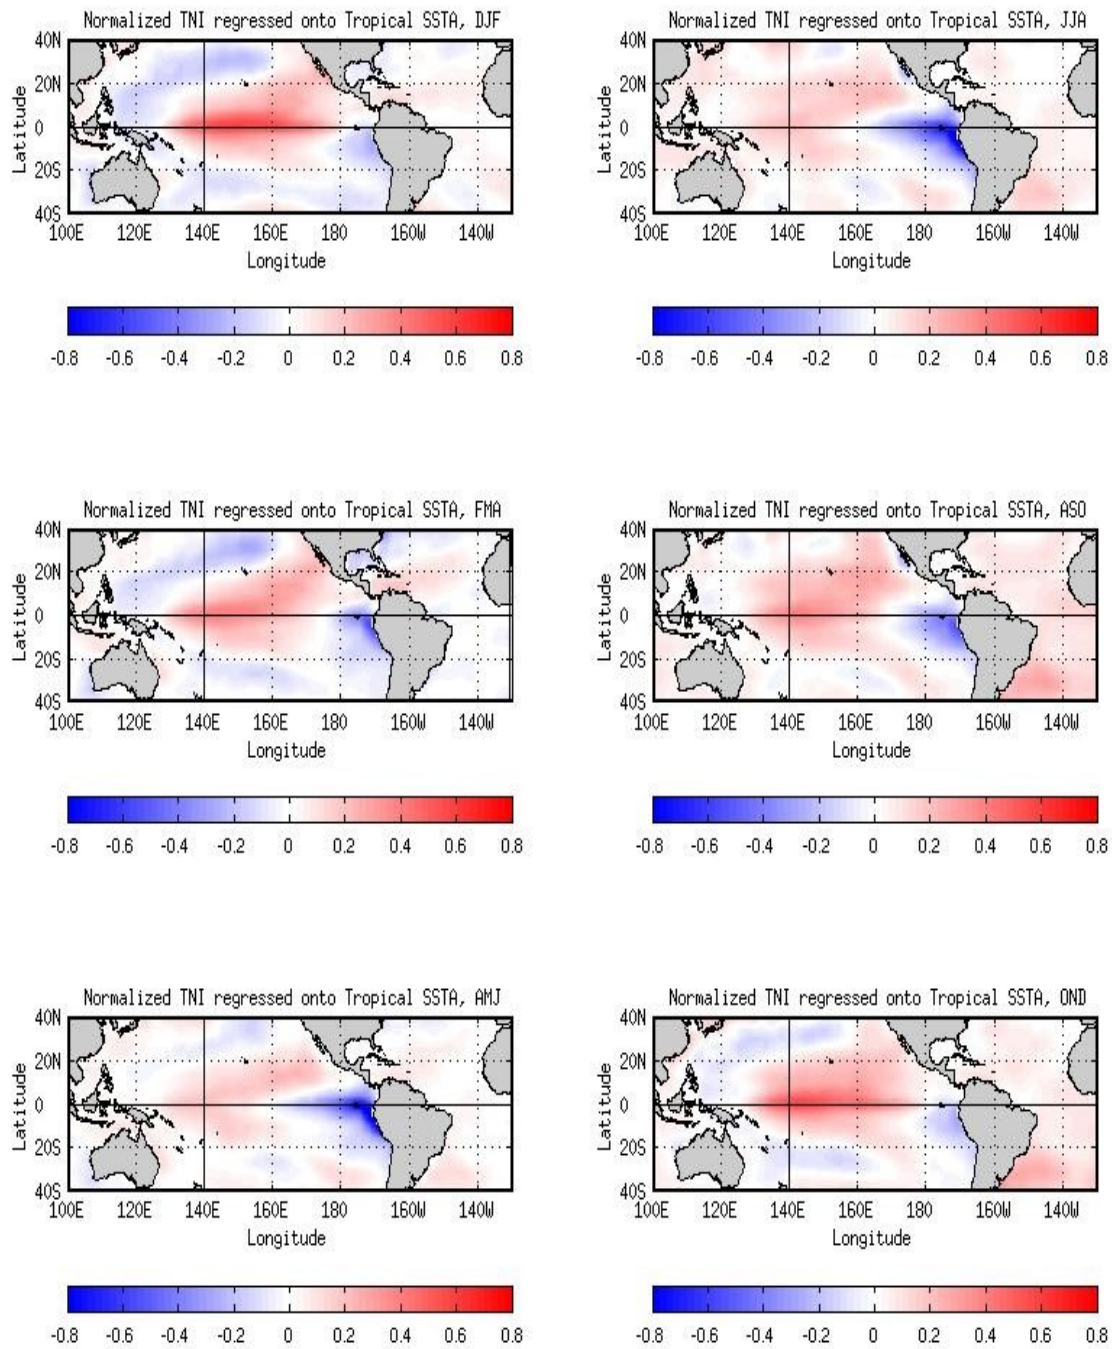 Normalized TNI regressed onto Tropical SSTA, DJF
40N
20N
0
20S
40S
Latitude
100E 120E 140E 160E 180 160W 140W
Longitude
-0.8 -0.6 -0.4 -0.2 0 0.2 0.4 0.6 0.8
Normalized TNI regressed onto Tropical SSTA, JJA
40N
20N
0
20S
40S
Latitude
100E 120E 140E 160E 180 160W 140W
Longitude
-0.8 -0.6 -0.4 -0.2 0 0.2 0.4 0.6 0.8
Normalized TNI regressed onto Tropical SSTA, FMA
40N
20N
0
20S
40S
Latitude
100E 120E 140E 160E 180 160W 140W
Longitude
-0.8 -0.6 -0.4 -0.2 0 0.2 0.4 0.6 0.8
Normalized TNI regressed onto Tropical SSTA, ASO
40N
20N
0
20S
40S
Latitude
100E 120E 140E 160E 180 160W 140W
Longitude
-0.8 -0.6 -0.4 -0.2 0 0.2 0.4 0.6 0.8
Normalized TNI regressed onto Tropical SSTA, AMJ
40N
20N
0
20S
40S
Latitude
100E 120E 140E 160E 180 160W 140W
Longitude
-0.8 -0.6 -0.4 -0.2 0 0.2 0.4 0.6 0.8
Normalized TNI regressed onto Tropical SSTA, OND
40N
20N
0
20S
40S
Latitude
100E 120E 140E 160E 180 160W 140W
Longitude
-0.8 -0.6 -0.4 -0.2 0 0.2 0.4 0.6 0.8